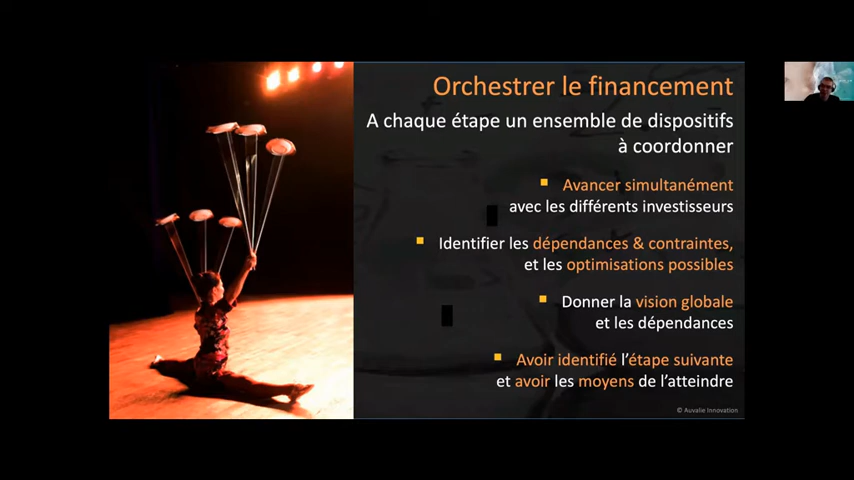 Orchestrer le financement
A chaque étape un ensemble de dispositifs
à coordonner
Avancer simultanément
avec les différents investisseurs
Identifier les dépendances & contraintes,
et les optimisations possibles
Donner la vision globale
et les dépendances
Avoir identifié l'étape suivante
et avoir les moyens de l'atteindre
© Auvalie Innovation